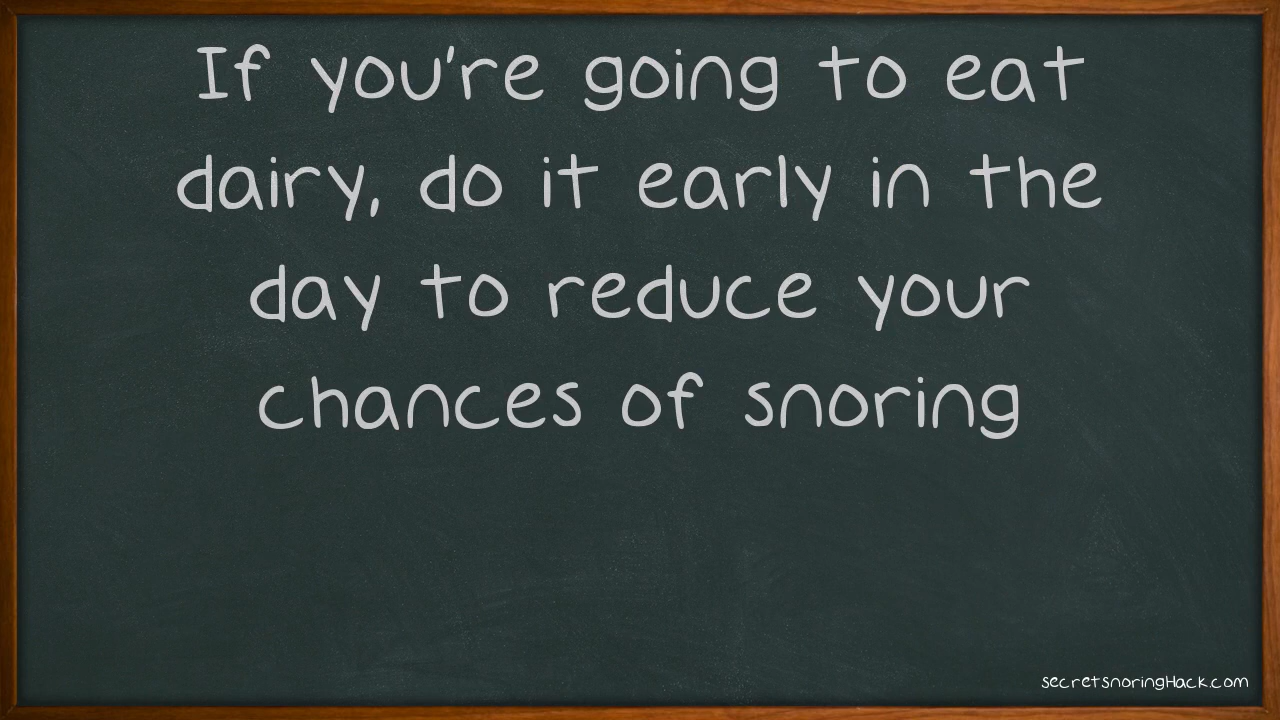 If you're going to eat
dairy, do it early in the
day to reduce your
chances of snoring
secretsnoringHack.com